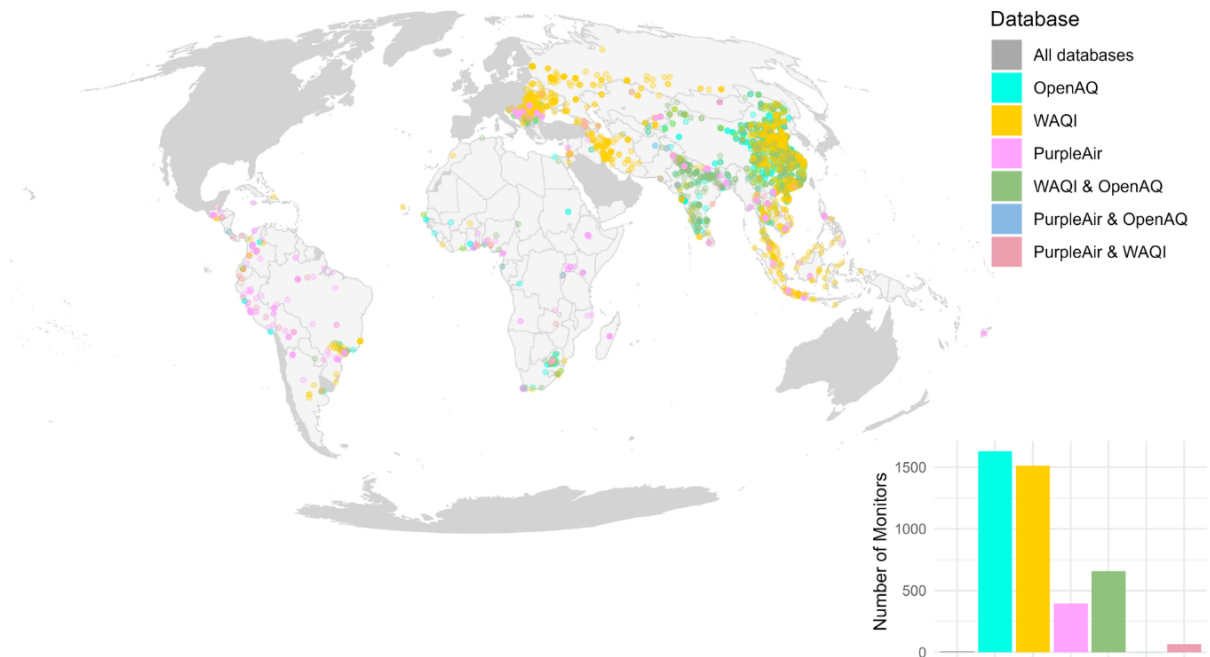 Database
All databases
OpenAQ
WAQI
PurpleAir
WAQI & OpenAQ
PurpleAir & OpenAQ
PurpleAir & WAQI
Number of Monitors
1500
1000
500
0